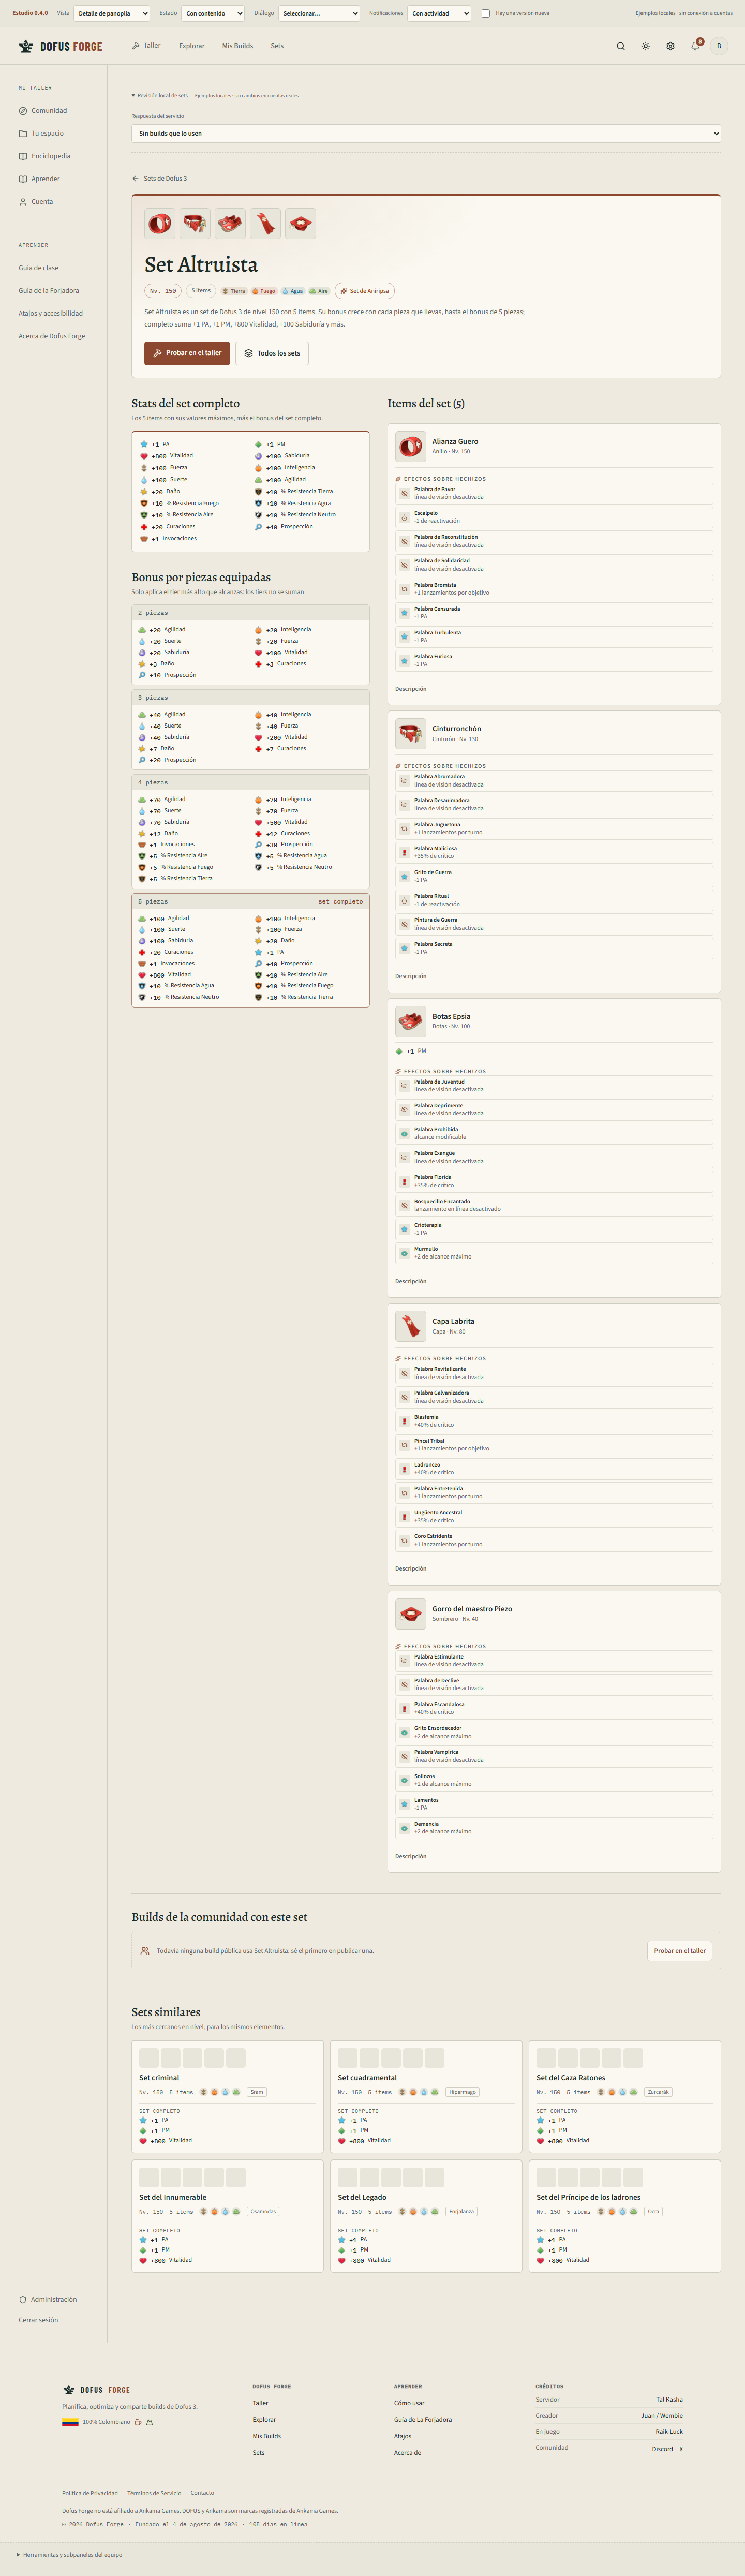 Estudio 0.4.0 Vista Detalle de panoplia Estado Con contenido Diálogo Seleccionar... Notificaciones Con actividad Hay una versión nueva Ejemplos locales · sin conexión a cuentas
DOFUS FORGE Taller Explorar Mis Builds Sets 3 B
MI TALLER
Comunidad
Tu espacio
Enciclopedia
Aprender
Cuenta
APRENDER
Guía de clase
Guía de la Forjadora
Atajos y accesibilidad
Acerca de Dofus Forge
Administración
Cerrar sesión
▼ Revisión local de sets Ejemplos locales · sin cambios en cuentas reales
Respuesta del servicio
Sin builds que lo usen
← Sets de Dofus 3
Set Altruista
Nv. 150 5 items Tierra Fuego Agua Aire Set de Aniripsa
Set Altruista es un set de Dofus 3 de nivel 150 con 5 items. Su bonus crece con cada pieza que llevas, hasta el bonus de 5 piezas;
completo suma +1 PA, +1 PM, +800 Vitalidad, +100 Sabiduría y más.
Probar en el taller Todos los sets
Stats del set completo
Los 5 items con sus valores máximos, más el bonus del set completo.
+1 PA +1 PM
+800 Vitalidad +100 Sabiduría
+100 Fuerza +100 Inteligencia
+100 Suerte +100 Agilidad
+20 Daño +10 % Resistencia Tierra
+10 % Resistencia Fuego +10 % Resistencia Agua
+10 % Resistencia Aire +10 % Resistencia Neutro
+20 Curaciones +40 Prospección
+1 Invocaciones
Bonus por piezas equipadas
Solo aplica el tier más alto que alcanzas: los tiers no se suman.
2 piezas
+20 Agilidad +20 Inteligencia
+20 Suerte +20 Fuerza
+20 Sabiduría +100 Vitalidad
+3 Daño +3 Curaciones
+10 Prospección
3 piezas
+40 Agilidad +40 Inteligencia
+40 Suerte +40 Fuerza
+40 Sabiduría +200 Vitalidad
+7 Daño +7 Curaciones
+20 Prospección
4 piezas
+70 Agilidad +70 Inteligencia
+70 Suerte +70 Fuerza
+70 Sabiduría +500 Vitalidad
+12 Daño +12 Curaciones
+1 Invocaciones +30 Prospección
+5 % Resistencia Aire +5 % Resistencia Agua
+5 % Resistencia Fuego +5 % Resistencia Neutro
+5 % Resistencia Tierra
5 piezas set completo
+100 Agilidad +100 Inteligencia
+100 Suerte +100 Fuerza
+100 Sabiduría +20 Daño
+20 Curaciones +1 PA
+1 Invocaciones +40 Prospección
+800 Vitalidad +10 % Resistencia Aire
+10 % Resistencia Agua +10 % Resistencia Fuego
+10 % Resistencia Neutro +10 % Resistencia Tierra
Items del set (5)
Alianza Guero
Anillo · Nv. 150
EFECTOS SOBRE HECHIZOS
Palabra de Pavor
línea de visión desactivada
Escalpelo
-1 de reactivación
Palabra de Reconstitución
línea de visión desactivada
Palabra de Solidaridad
línea de visión desactivada
Palabra Bromista
+1 lanzamientos por objetivo
Palabra Censurada
-1 PA
Palabra Turbulenta
-1 PA
Palabra Furiosa
-1 PA
Descripción
Cinturronchón
Cinturón · Nv. 130
EFECTOS SOBRE HECHIZOS
Palabra Abrumadora
línea de visión desactivada
Palabra Desanimadora
línea de visión desactivada
Palabra Juguetona
+1 lanzamientos por turno
Palabra Maliciosa
+35% de crítico
Grito de Guerra
-1 PA
Palabra Ritual
-1 de reactivación
Pintura de Guerra
línea de visión desactivada
Palabra Secreta
-1 PA
Descripción
Botas Epsia
Botas · Nv. 100
+1 PM
EFECTOS SOBRE HECHIZOS
Palabra de Juventud
línea de visión desactivada
Palabra Deprimente
línea de visión desactivada
Palabra Prohibida
alcance modificable
Palabra Exangüe
línea de visión desactivada
Palabra Florida
+35% de crítico
Bosquecillo Encantado
lanzamiento en línea desactivado
Crioterapia
-1 PA
Murmullo
+2 de alcance máximo
Descripción
Capa Labrita
Capa · Nv. 80
EFECTOS SOBRE HECHIZOS
Palabra Revitalizante
línea de visión desactivada
Palabra Galvanizadora
línea de visión desactivada
Blasfemia
+40% de crítico
Pincel Tribal
+1 lanzamientos por objetivo
Ladronceo
+40% de crítico
Palabra Entretenida
+1 lanzamientos por turno
Ungüento Ancestral
+35% de crítico
Coro Estridente
+1 lanzamientos por turno
Descripción
Gorro del maestro Piezo
Sombrero · Nv. 40
EFECTOS SOBRE HECHIZOS
Palabra Estimulante
línea de visión desactivada
Palabra de Declive
línea de visión desactivada
Palabra Escandalosa
+40% de crítico
Grito Ensordecedor
+2 de alcance máximo
Palabra Vampírica
línea de visión desactivada
Sollozos
+2 de alcance máximo
Lamentos
-1 PA
Demencia
+2 de alcance máximo
Descripción
Builds de la comunidad con este set
Todavía ninguna build pública usa Set Altruista: sé el primero en publicar una. Probar en el taller
Sets similares
Los más cercanos en nivel, para los mismos elementos.
Set criminal
Nv. 150 5 items Sram
SET COMPLETO
+1 PA
+1 PM
+800 Vitalidad
Set cuadramental
Nv. 150 5 items Hipermago
SET COMPLETO
+1 PA
+1 PM
+800 Vitalidad
Set del Caza Ratones
Nv. 150 5 items Zurcarák
SET COMPLETO
+1 PA
+1 PM
+800 Vitalidad
Set del Innumerable
Nv. 150 5 items Osamodas
SET COMPLETO
+1 PA
+1 PM
+800 Vitalidad
Set del Legado
Nv. 150 5 items Forjalanza
SET COMPLETO
+1 PA
+1 PM
+800 Vitalidad
Set del Príncipe de los ladrones
Nv. 150 5 items Ocra
SET COMPLETO
+1 PA
+1 PM
+800 Vitalidad
DOFUS FORGE
Planifica, optimiza y comparte builds de Dofus 3.
100% Colombiano
DOFUS FORGE
Taller
Explorar
Mis Builds
Sets
APRENDER
Cómo usar
Guía de La Forjadora
Atajos
Acerca de
CRÉDITOS
Servidor Tal Kasha
Creador Juan / Wembie
En juego Raik-Luck
Comunidad Discord X
Política de Privacidad Términos de Servicio Contacto
Dofus Forge no está afiliado a Ankama Games. DOFUS y Ankama son marcas registradas de Ankama Games.
© 2026 Dofus Forge · Fundado el 4 de agosto de 2026 · 106 días en línea
▶ Herramientas y subpaneles del equipo